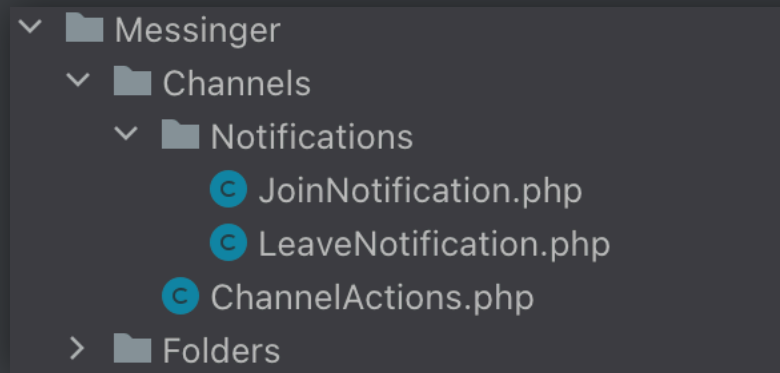 Messinger
Channels
Notifications
C JoinNotification.php
C LeaveNotification.php
C ChannelActions.php
Folders